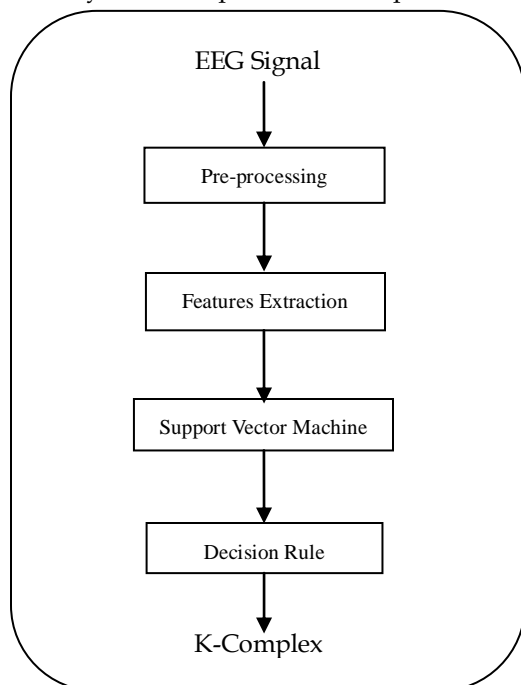 EEG Signal
Pre-processing
Features Extraction
Support Vector Machine
Decision Rule
K-Complex